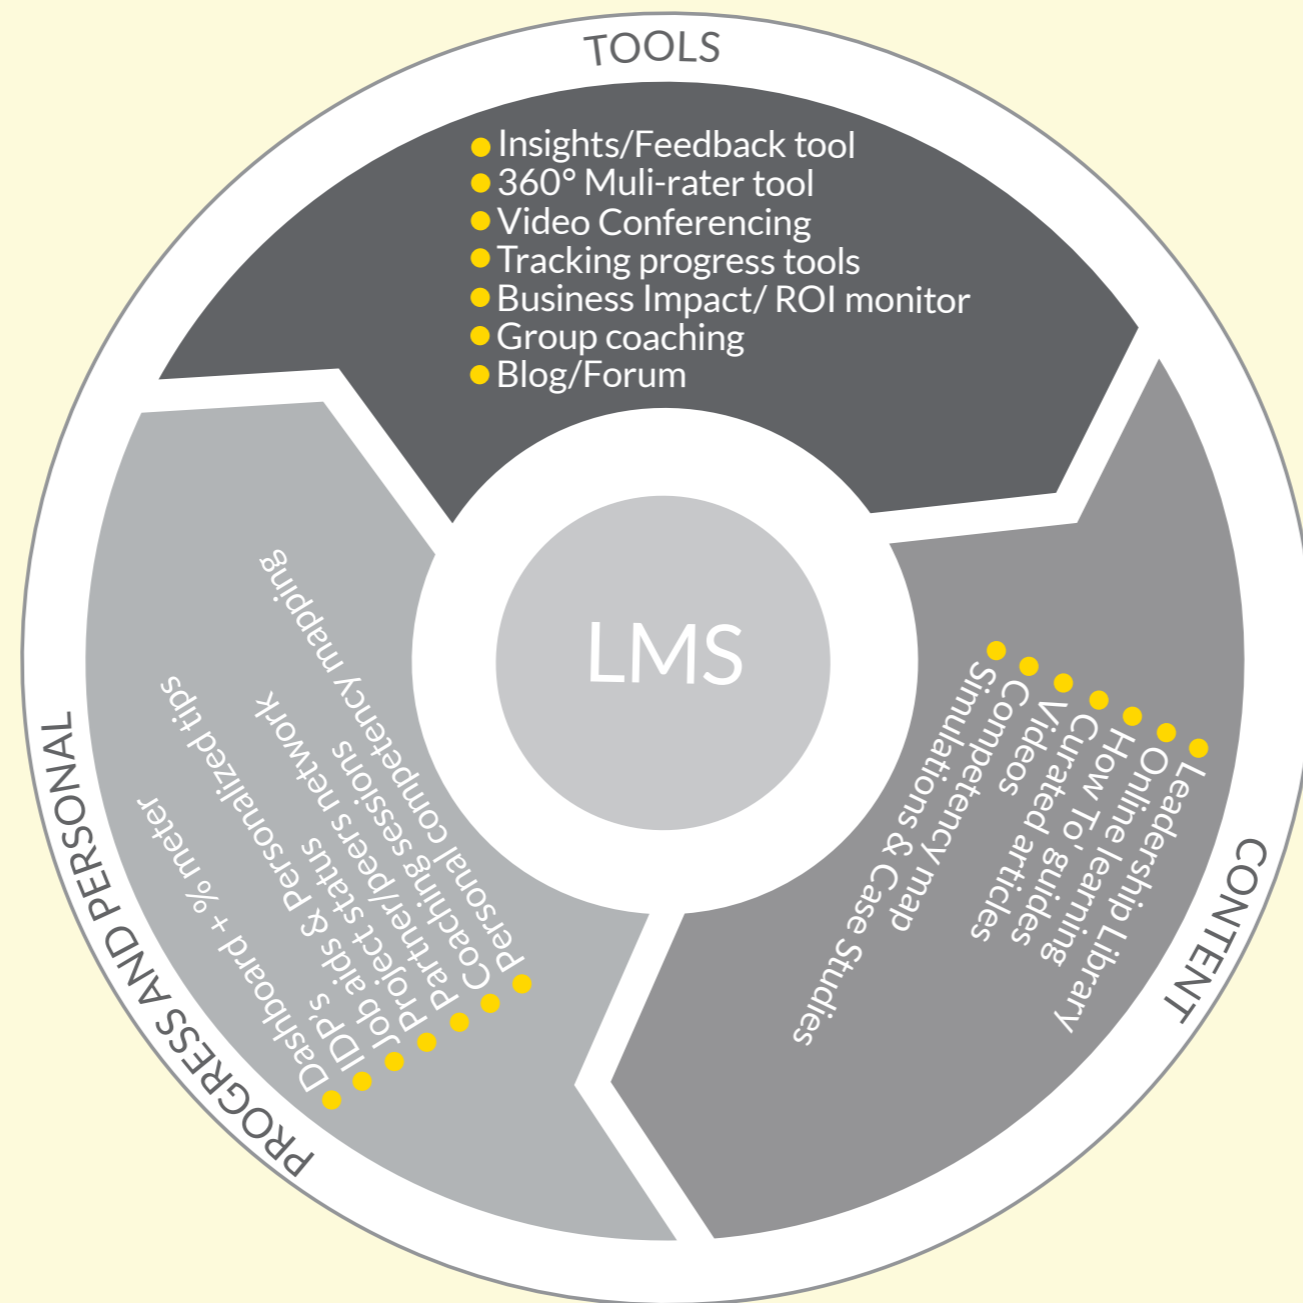 TOOLS
Insights/Feedback tool
360° Muli-rater tool
Video Conferencing
Tracking progress tools
Business Impact/ ROI monitor
Group coaching
Blog/Forum
LMS
CONTENT
Leadership Library
Online learning
How To' guides
Curated articles
Videos
Competency map
Simulations & Case Studies
PROGRESS AND PERSONAL
Dashboard + % meter
IDP's
Job aids & Personalized tips
Project status
Partner/peers network
Coaching sessions
Personal competency mapping